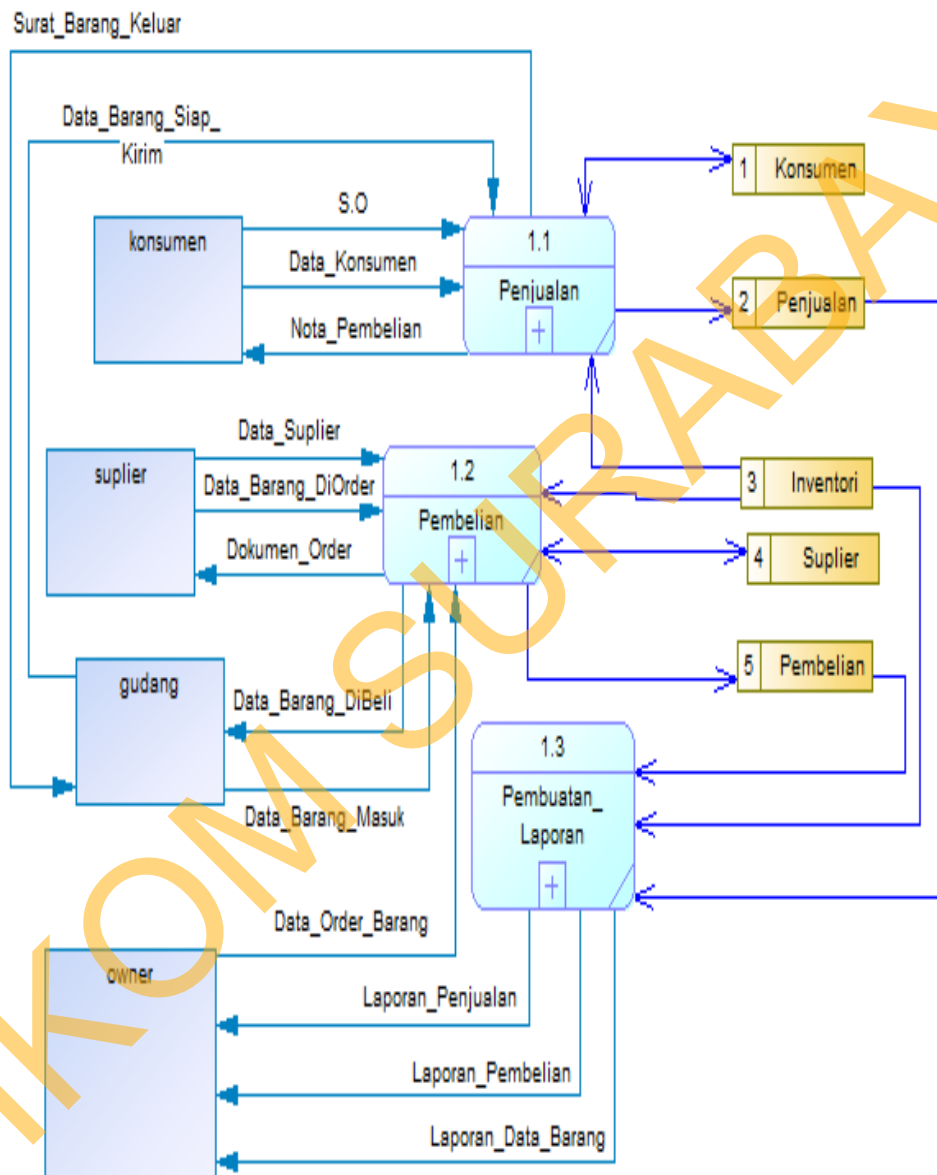 Surat_Barang_Keluar
Data_Barang_Siap_
Kirim
S.O
konsumen
Data_Konsumen
Nota_Pembelian
1.1
Penjualan
1 Konsumen
2 Penjualan
Data_Suplier
suplier
Data_Barang_DiOrder
Dokumen_Order
1.2
Pembelian
3 Inventori
4 Suplier
5 Pembelian
gudang
Data_Barang_DiBeli
Data_Barang_Masuk
1.3
Pembuatan_
Laporan
Data_Order_Barang
owner
Laporan_Penjualan
Laporan_Pembelian
Laporan_Data_Barang
IKOM SURABAY